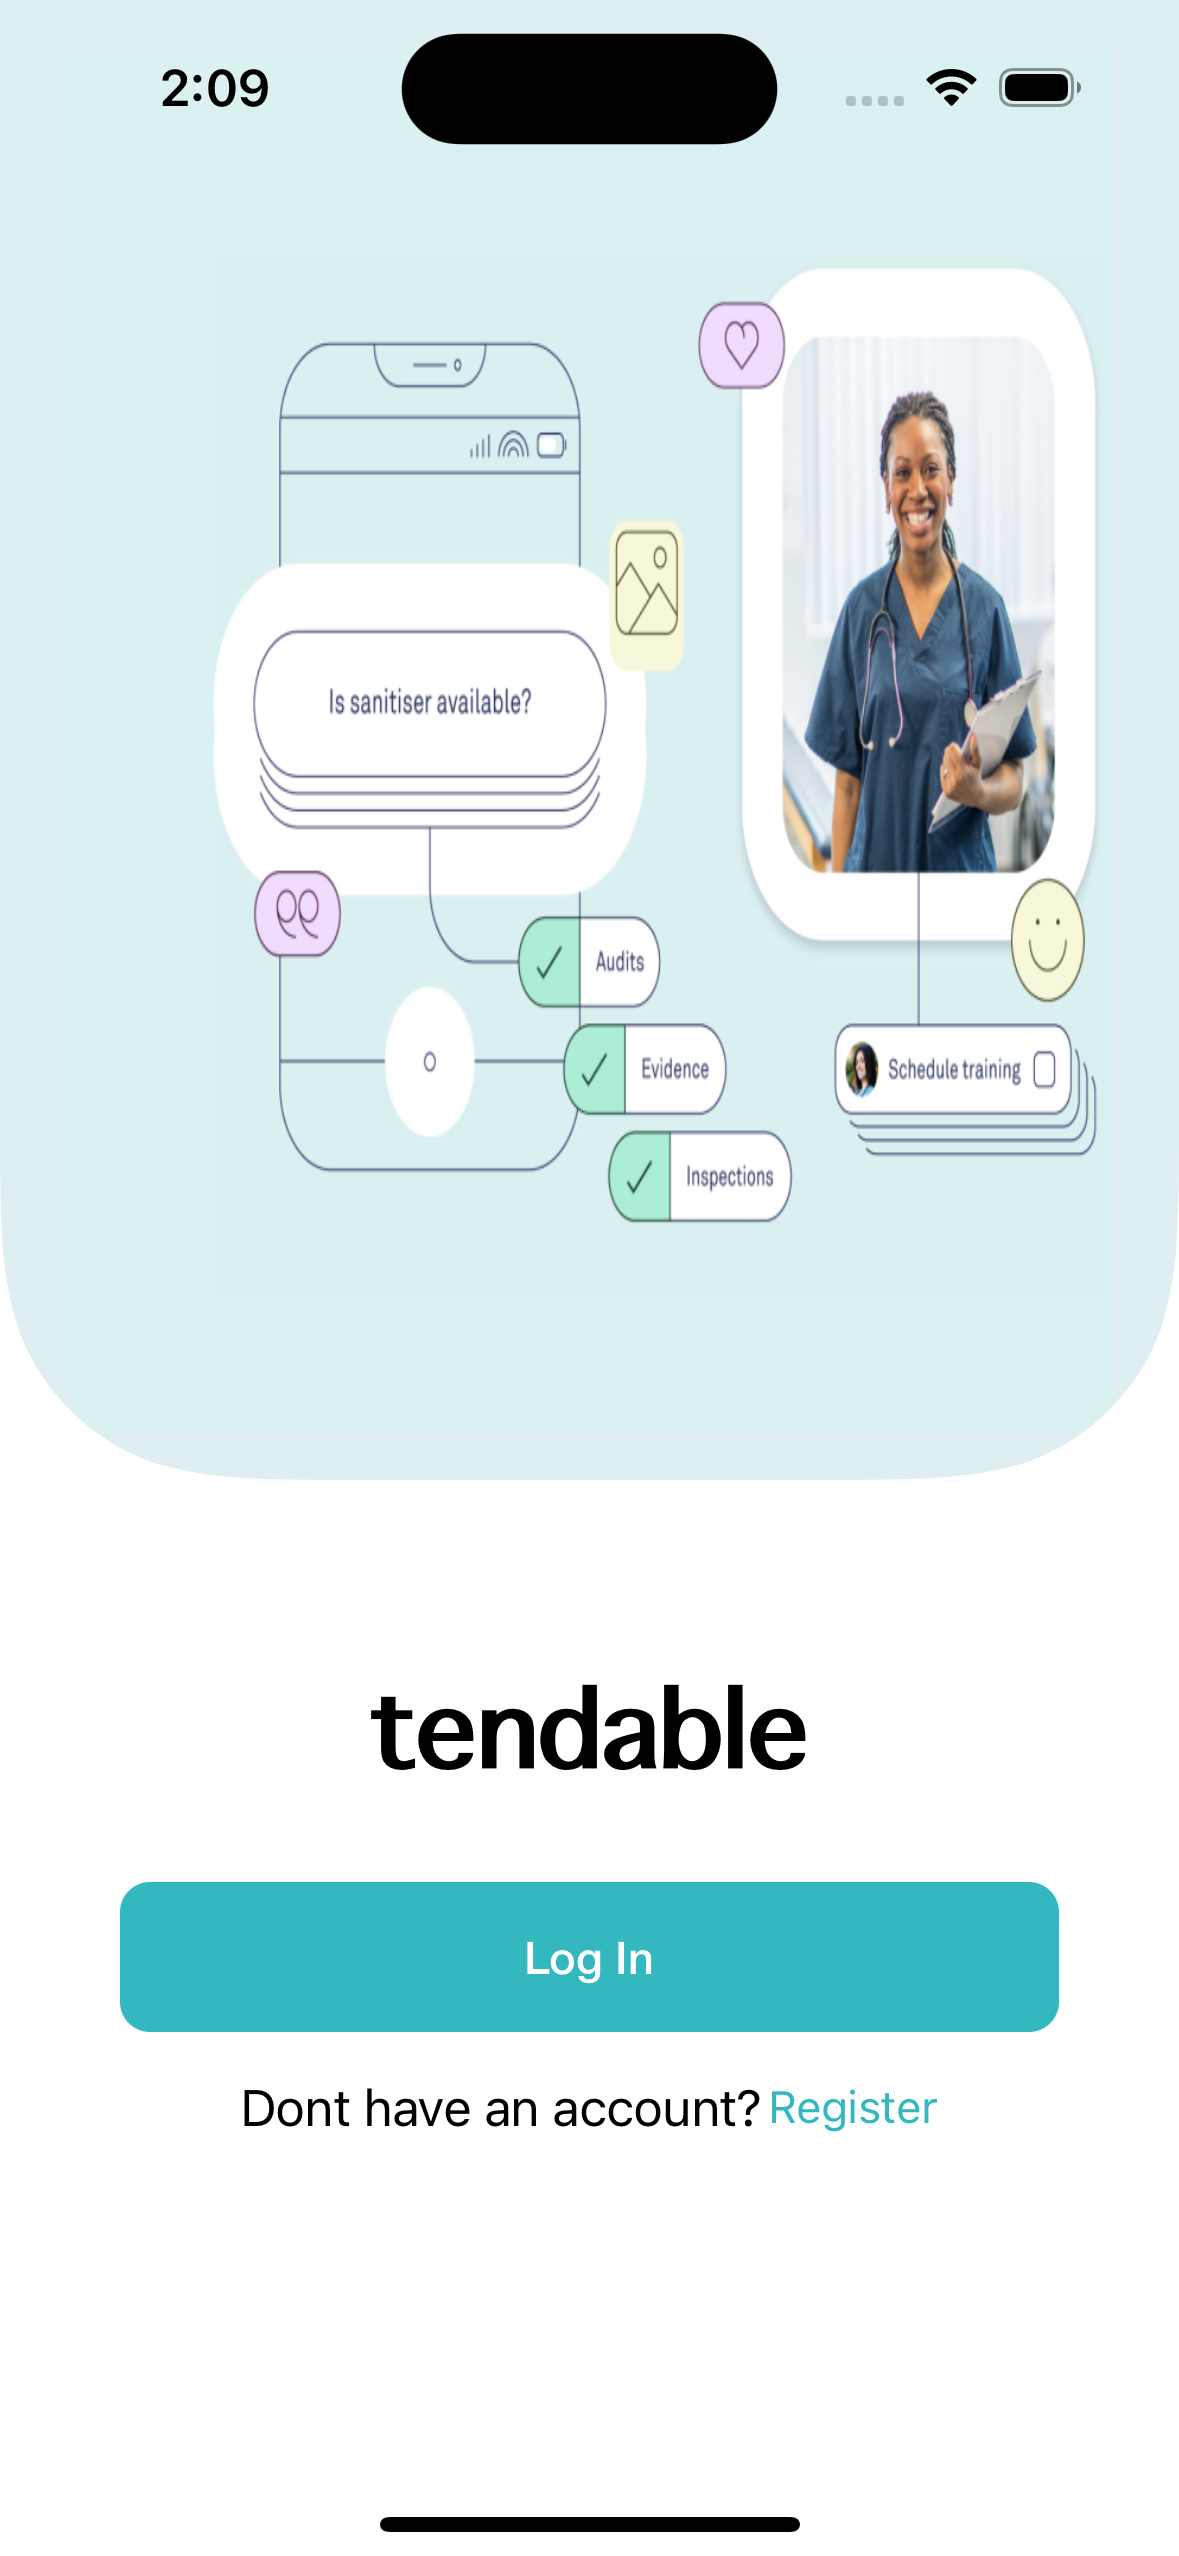 2:09
Is sanitiser available?
Audits
Evidence
Schedule training
Inspections
tendable
Log In
Dont have an account? Register